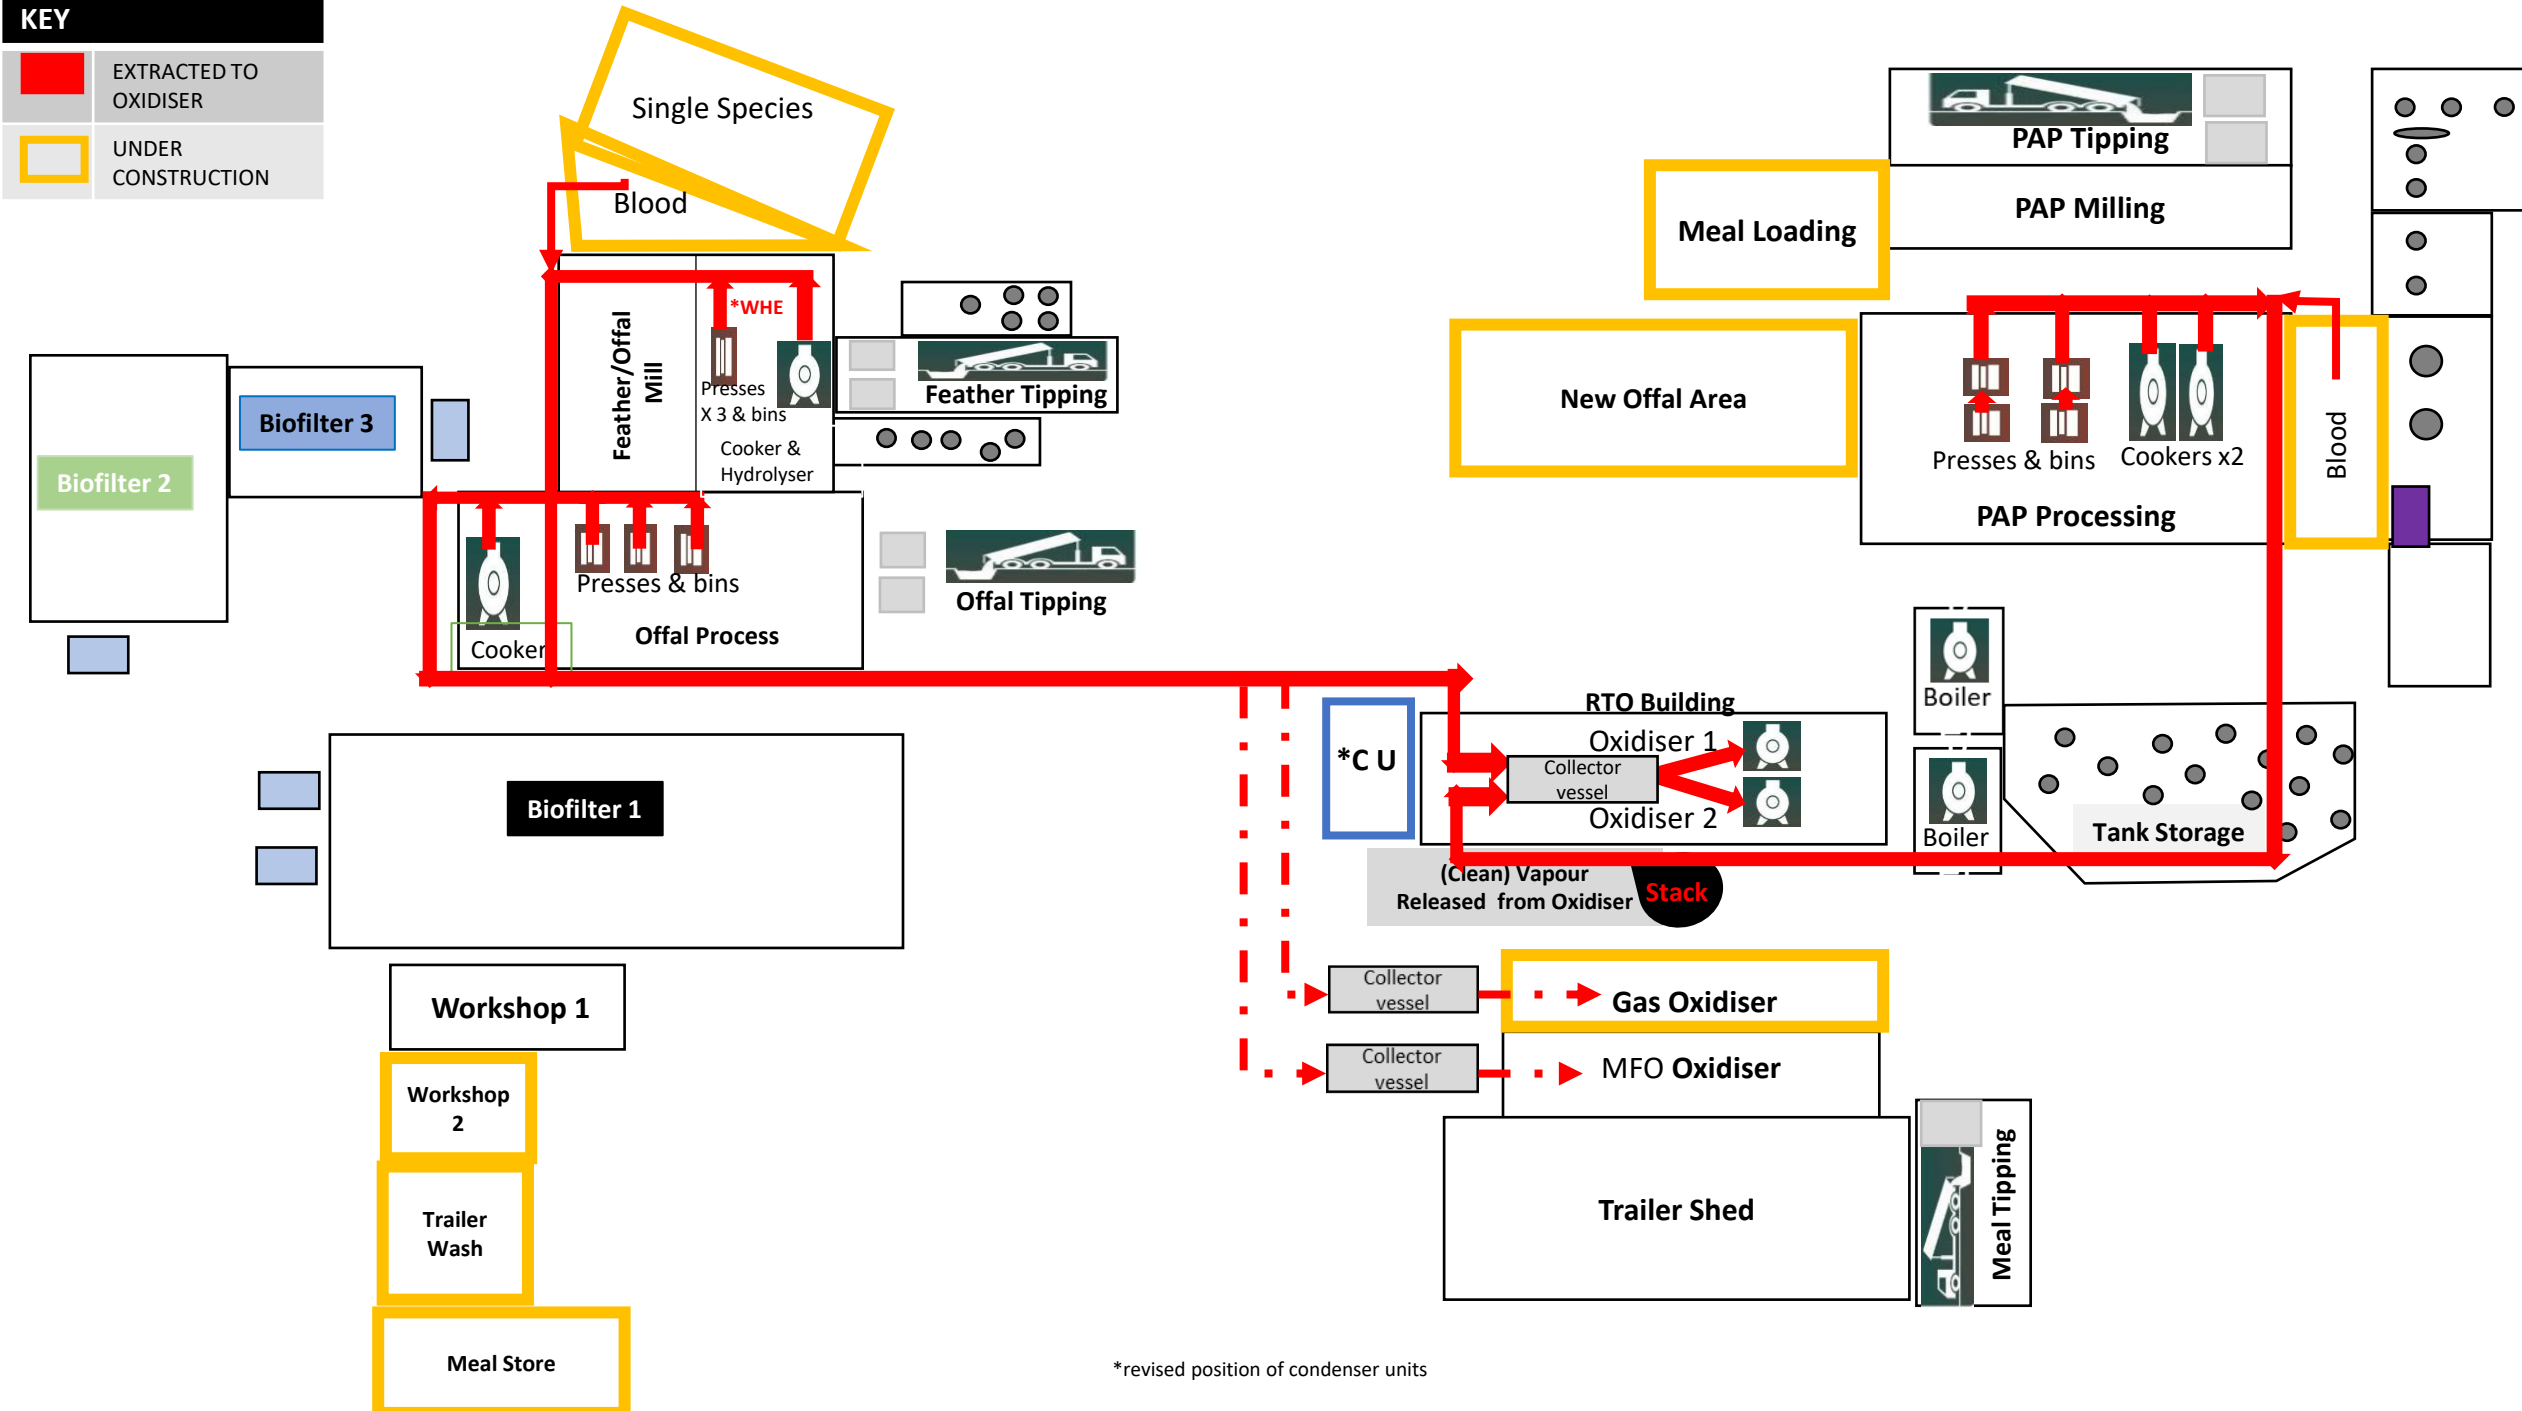 KEY
EXTRACTED TO
OXIDISER
UNDER
CONSTRUCTION
Single Species
Blood
*WHE
Feather/Offal
Mill
Presses
X 3 & bins
Cooker &
Hydrolyser
Feather Tipping
Biofilter 3
Biofilter 2
Presses & bins
Cooker
Offal Process
Offal Tipping
PAP Tipping
PAP Milling
Meal Loading
New Offal Area
Presses & bins
Cookers x2
PAP Processing
Blood
Boiler
Boiler
Tank Storage
RTO Building
*C U
Oxidiser 1
Collector
vessel
Oxidiser 2
(Clean) Vapour
Released from Oxidiser
Stack
Biofilter 1
Workshop 1
Workshop
2
Trailer
Wash
Meal Store
Collector
vessel
Gas Oxidiser
Collector
vessel
MFO Oxidiser
Trailer Shed
Meal Tipping
*revised position of condenser units